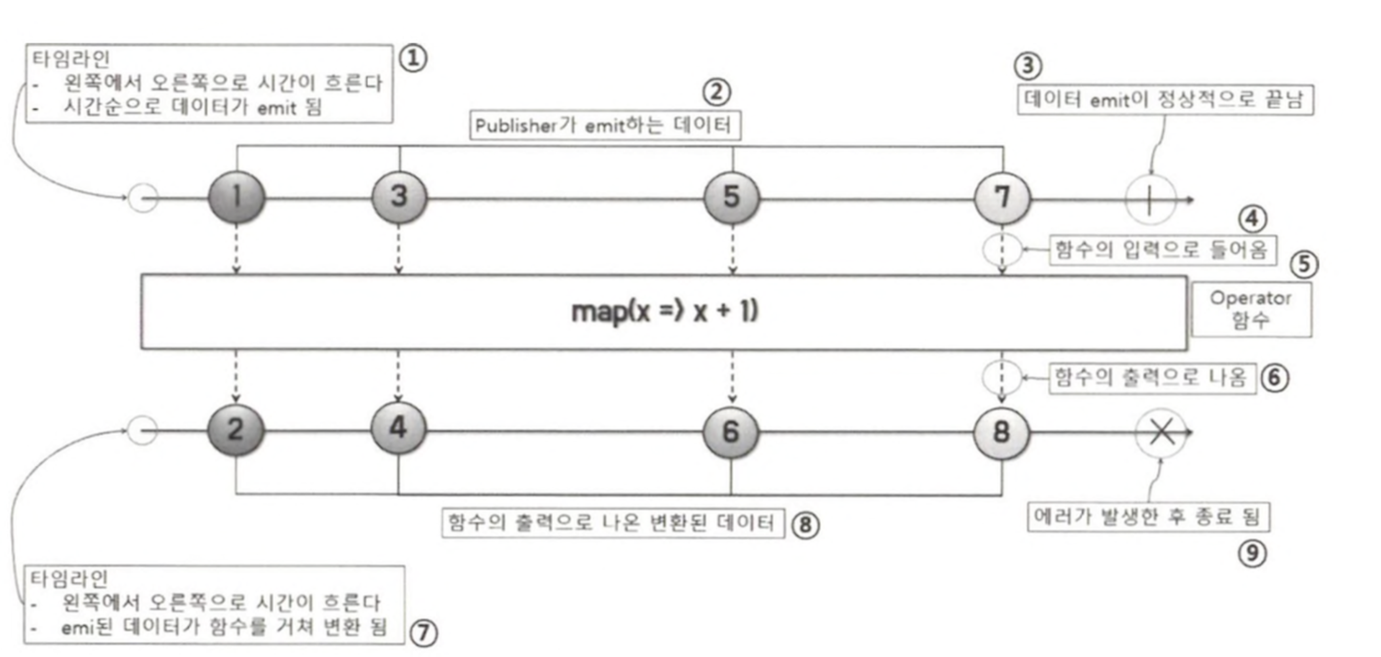 타임라인 ①
- 왼쪽에서 오른쪽으로 시간이 흐른다
- 시간순으로 데이터가 emit 됨
②
Publisher가 emit하는 데이터
③
데이터 emit이 정상적으로 끝남
1 3 5 7 |
④
함수의 입력으로 들어옴
⑤
map(x => x + 1)
Operator
함수
함수의 출력으로 나옴 ⑥
2 4 6 8 X
함수의 출력으로 나온 변환된 데이터 ⑧
에러가 발생한 후 종료 됨
⑨
타임라인
- 왼쪽에서 오른쪽으로 시간이 흐른다
- emi된 데이터가 함수를 거쳐 변환 됨 ⑦